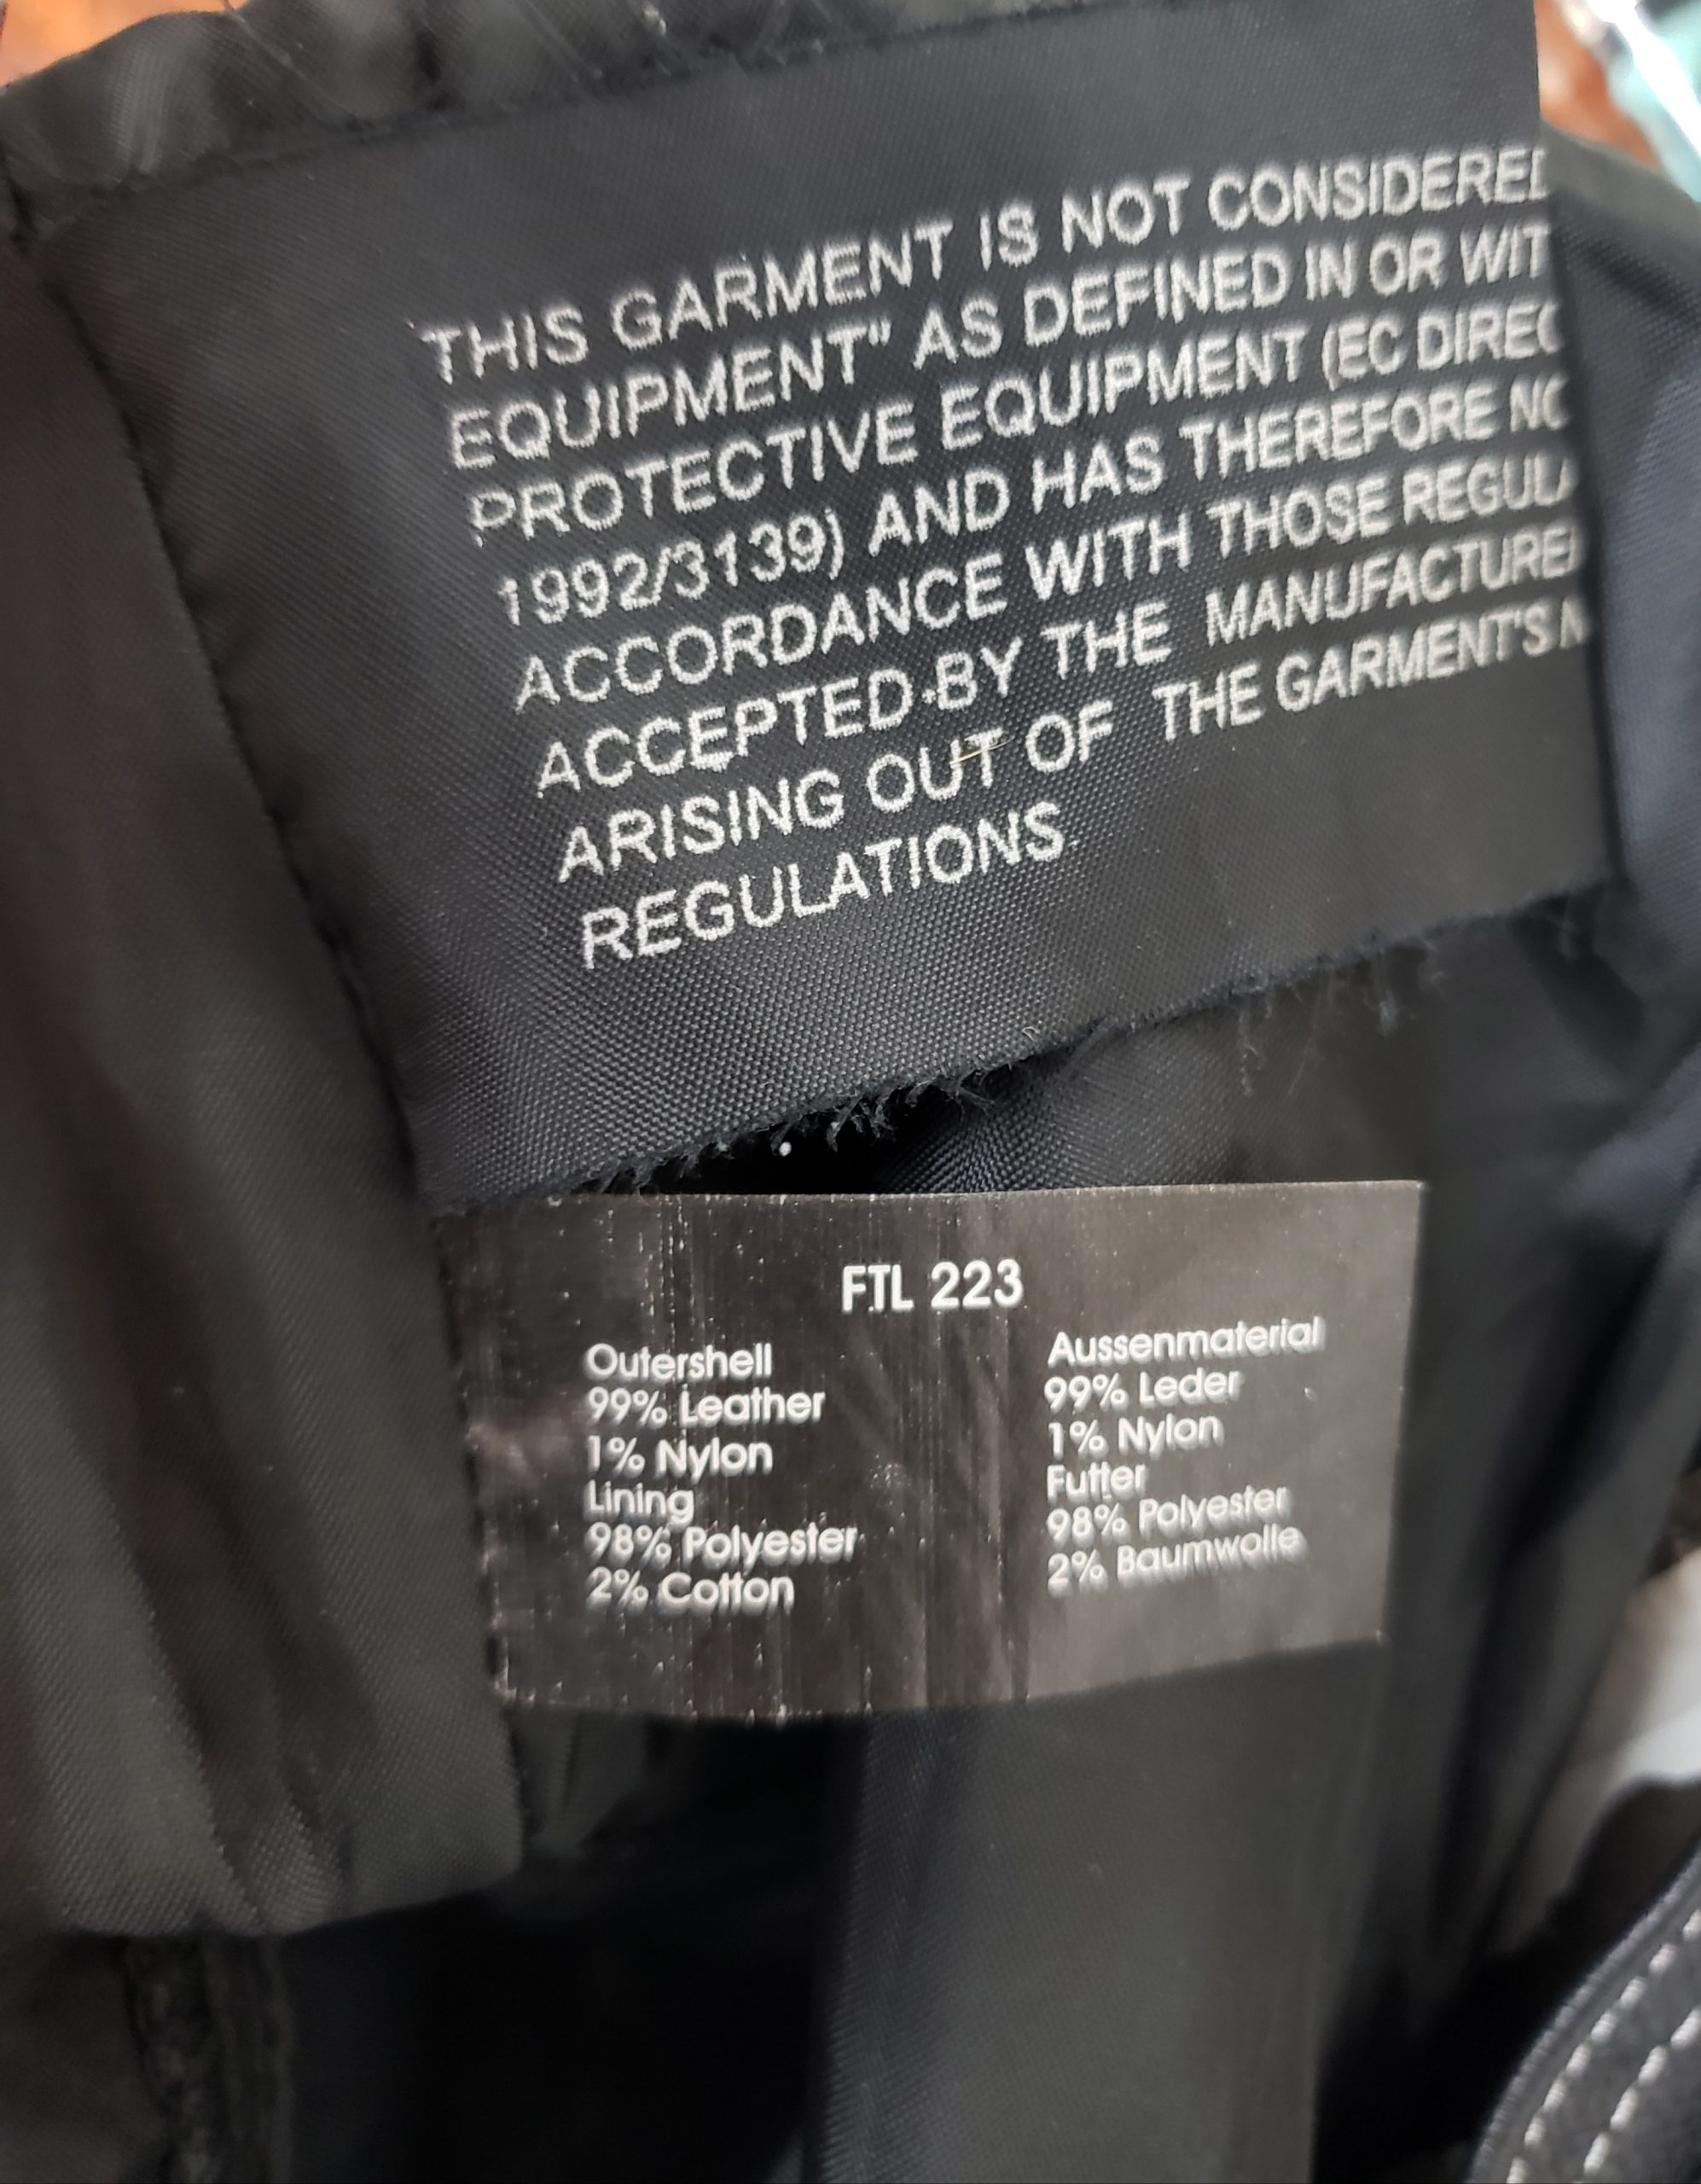 THIS GARMENT IS NOT CONSIDERED
EQUIPMENT" AS DEFINED IN OR WIT
PROTECTIVE EQUIPMENT (EC DIREC
1992/3139) AND HAS THEREFORE NO
ACCORDANCE WITH THOSE REGUL
ACCEPTED BY THE MANUFACTURE
ARISING OUT OF THE GARMENT'S
REGULATIONS.
FTL 223
Outershell
99% Leather
1% Nylon
Lining
98% Polyester
2% Cotton
Aussenmaterial
99% Leder
1% Nylon
Futter
98% Polyester
2% Baumwolle